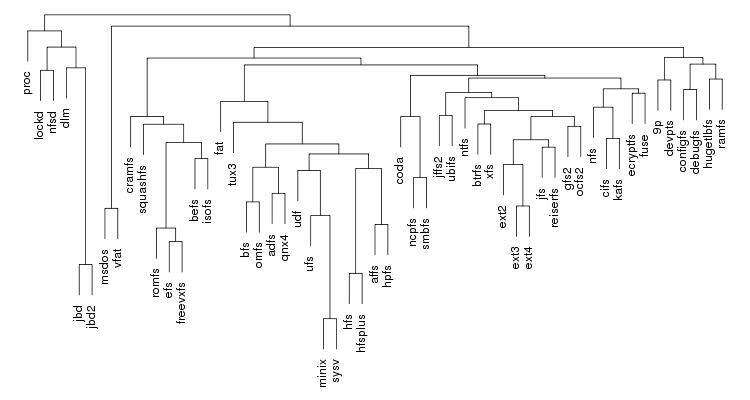 proc
lockd
nfsd
dlm
jbd
jbd2
msdos
vfat
cramfs
squashfs
romfs
efs
freevxfs
befs
isofs
fat
tux3
bfs
omfs
adfs
qnx4
udf
ufs
minix
sysv
hfs
hfsplus
affs
hpfs
coda
ncpfs
smbfs
jffs2
ubifs
ntfs
btrfs
xfs
ext2
ext3
ext4
jfs
reiserfs
gfs2
ocfs2
nfs
cifs
kafs
ecryptfs
fuse
9p
devpts
configfs
debugfs
hugetlbfs
ramfs